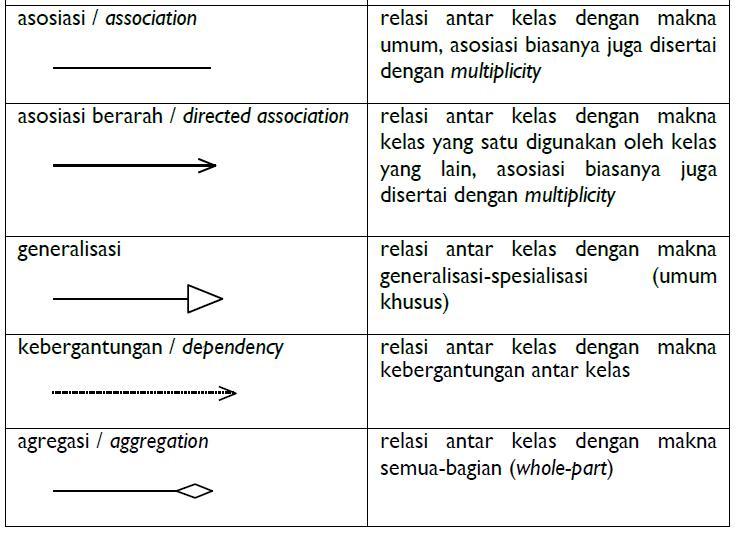 asosiasi / association
relasi antar kelas dengan makna
umum, asosiasi biasanya juga disertai
dengan multiplicity
asosiasi berarah / directed association
relasi antar kelas dengan makna
kelas yang satu digunakan oleh kelas
yang lain, asosiasi biasanya juga
disertai dengan multiplicity
generalisasi
relasi antar kelas dengan makna
generalisasi-spesialisasi (umum
khusus)
kebergantungan / dependency
relasi antar kelas dengan makna
kebergantungan antar kelas
agregasi / aggregation
relasi antar kelas dengan makna
semua-bagian (whole-part)